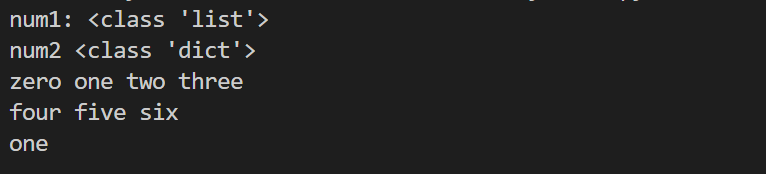 num1: <class 'list'>
num2 <class 'dict'>
zero one two three
four five six
one